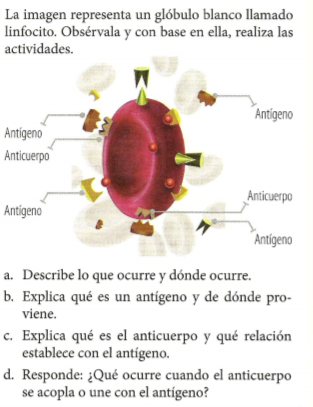 La imagen representa un glóbulo blanco llamado
linfocito. Obsérvala y con base en ella, realiza las
actividades.
Antígeno
Antígeno
Anticuerpo
Antígeno
Anticuerpo
Antígeno
a. Describe lo que ocurre y dónde ocurre.
b. Explica qué es un antígeno y de dónde pro-
viene.
c. Explica qué es el anticuerpo y qué relación
establece con el antígeno.
d. Responde: ¿Qué ocurre cuando el anticuerpo
se acopla o une con el antígeno?